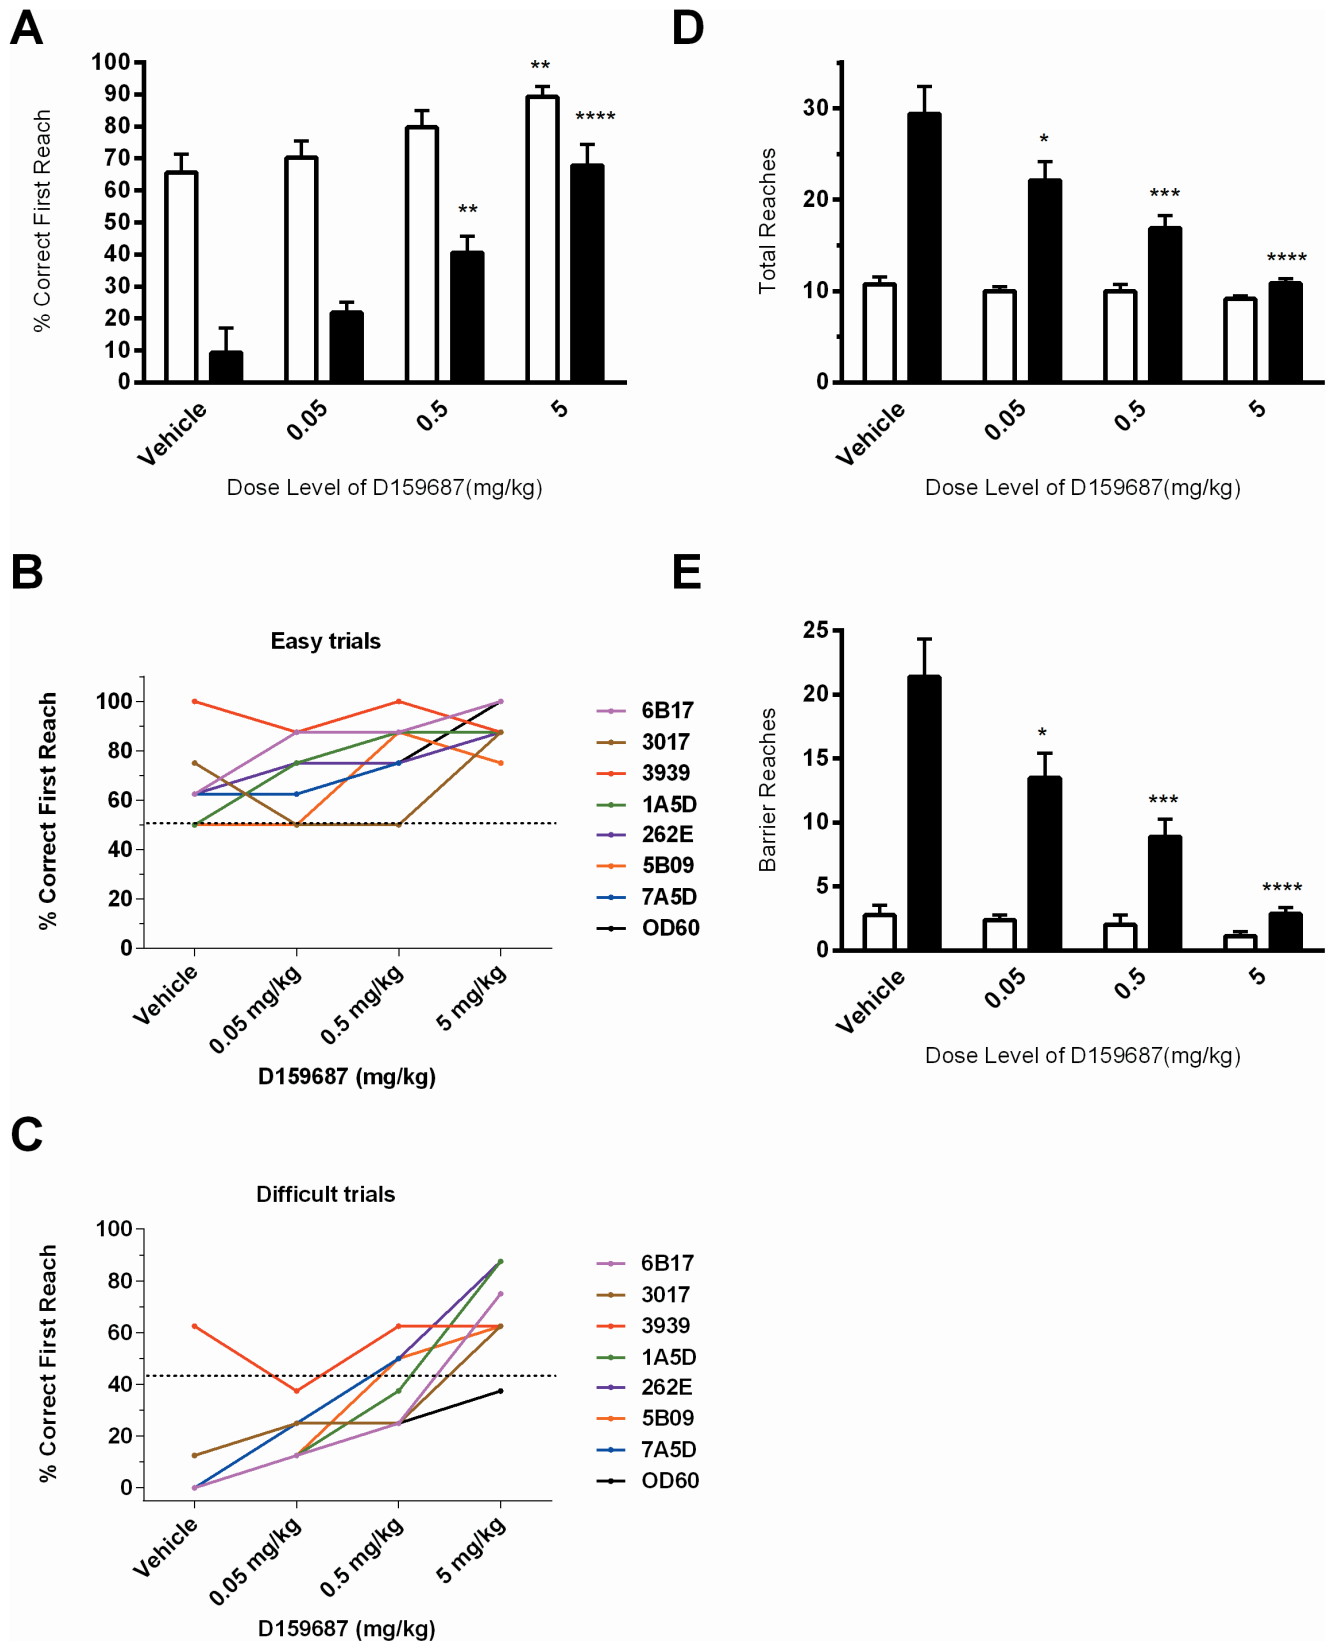 A
% Correct First Reach
100
90
80
70
60
50
40
30
20
10
0
**
**
****
Vehicle
0.05
0.5
5
Dose Level of D159687(mg/kg)
D
Total Reaches
30
20
10
0
*
***
****
Vehicle
0.05
0.5
5
Dose Level of D159687(mg/kg)
B
Easy trials
% Correct First Reach
100
80
60
40
20
0
Vehicle
0.05 mg/kg
0.5 mg/kg
5 mg/kg
D159687 (mg/kg)
6B17
3017
3939
1A5D
262E
5B09
7A5D
OD60
E
Barrier Reaches
25
20
15
10
5
0
*
***
****
Vehicle
0.05
0.5
5
Dose Level of D159687(mg/kg)
C
Difficult trials
% Correct First Reach
100
80
60
40
20
0
Vehicle
0.05 mg/kg
0.5 mg/kg
5 mg/kg
D159687 (mg/kg)
6B17
3017
3939
1A5D
262E
5B09
7A5D
OD60